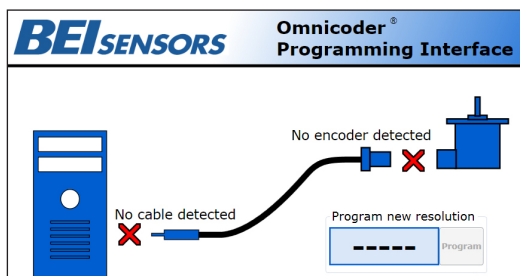 BEI SENSORS
Omnicoder®
Programming Interface
No encoder detected
No cable detected
Program new resolution
-----
Program